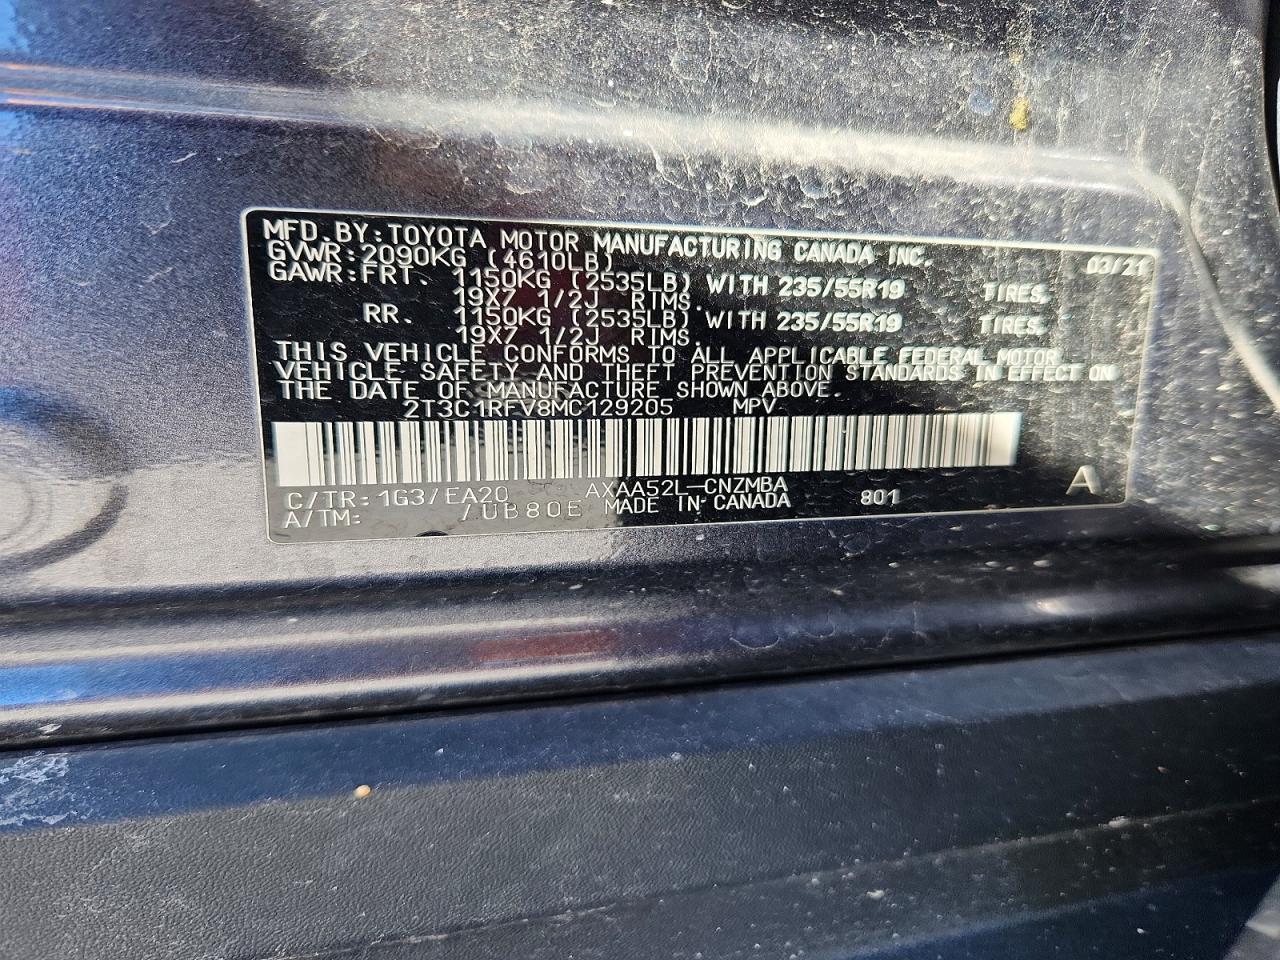 MFD.BY:TOYOTA MOTOR MANUFACTURING CANADA INC.
GVWR:2090KG (4610LB) 03/21
GAWR:FRT. 1150KG (2535LB) WITH 235/55R19 TIRES,
19X7 1/2J RIMS.
RR. 1150KG (2535LB) WITH 235/55R19 TIRES,
19X7 1/2J RIMS.
THIS VEHICLE CONFORMS TO ALL APPLICABLE FEDERAL MOTOR
VEHICLE SAFETY AND THEFT PREVENTION STANDARDS IN EFFECT ON
THE DATE OF MANUFACTURE SHOWN ABOVE.
2T3C1RFV8MC129205 MPV
C/TR:1G3/EA20 AXAA52L-CNZMBA
A/TM: /UB80E MADE IN CANADA 801 A